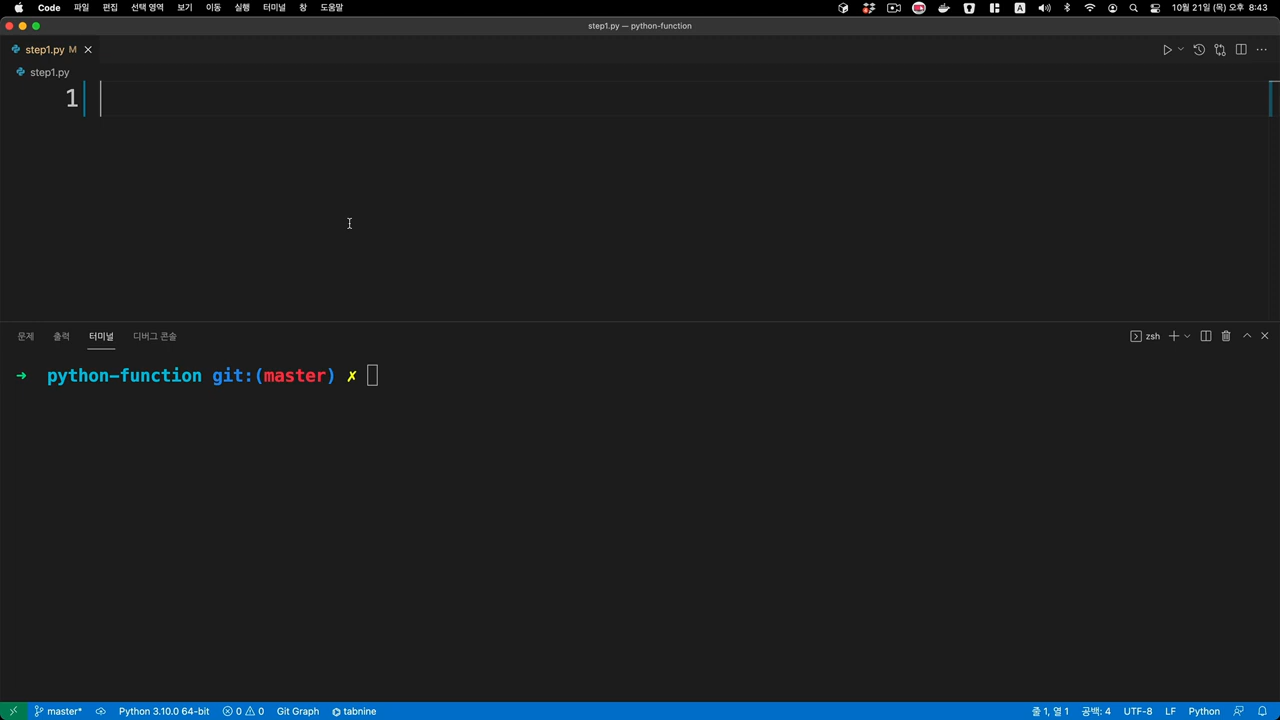 Code 파일 편집 선택 영역 보기 이동 실행 터미널 창 도움말 A 10월 21일 (목) 오후 8:43
step1.py — python-function
step1.py M
step1.py
1
문제 출력 터미널 디버그 콘솔 zsh
→ python-function git:(master) ✗
master* Python 3.10.0 64-bit 0 0 Git Graph tabnine 줄 1, 열 1 공백: 4 UTF-8 LF Python